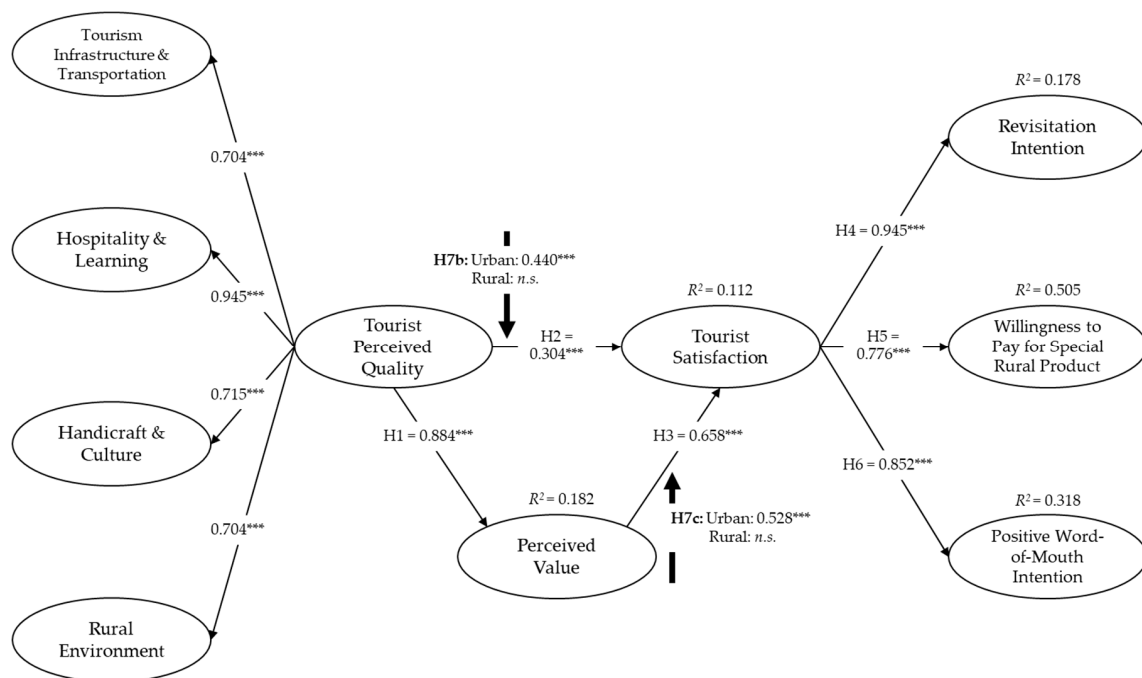 Tourism
Infrastructure &
Transportation
0.704***
Hospitality &
Learning
0.945***
Handicraft &
Culture
0.715***
Rural
Environment
0.704***
Tourist
Perceived
Quality
H7b: Urban: 0.440***
Rural: n.s.
H2 =
0.304***
H1 = 0.884***
R² = 0.182
Perceived
Value
H3 = 0.658***
H7c: Urban: 0.528***
Rural: n.s.
R² = 0.112
Tourist
Satisfaction
H4 = 0.945***
R² = 0.178
Revisitation
Intention
H5 =
0.776***
R² = 0.505
Willingness to
Pay for Special
Rural Product
H6 = 0.852***
R² = 0.318
Positive Word-
of-Mouth
Intention